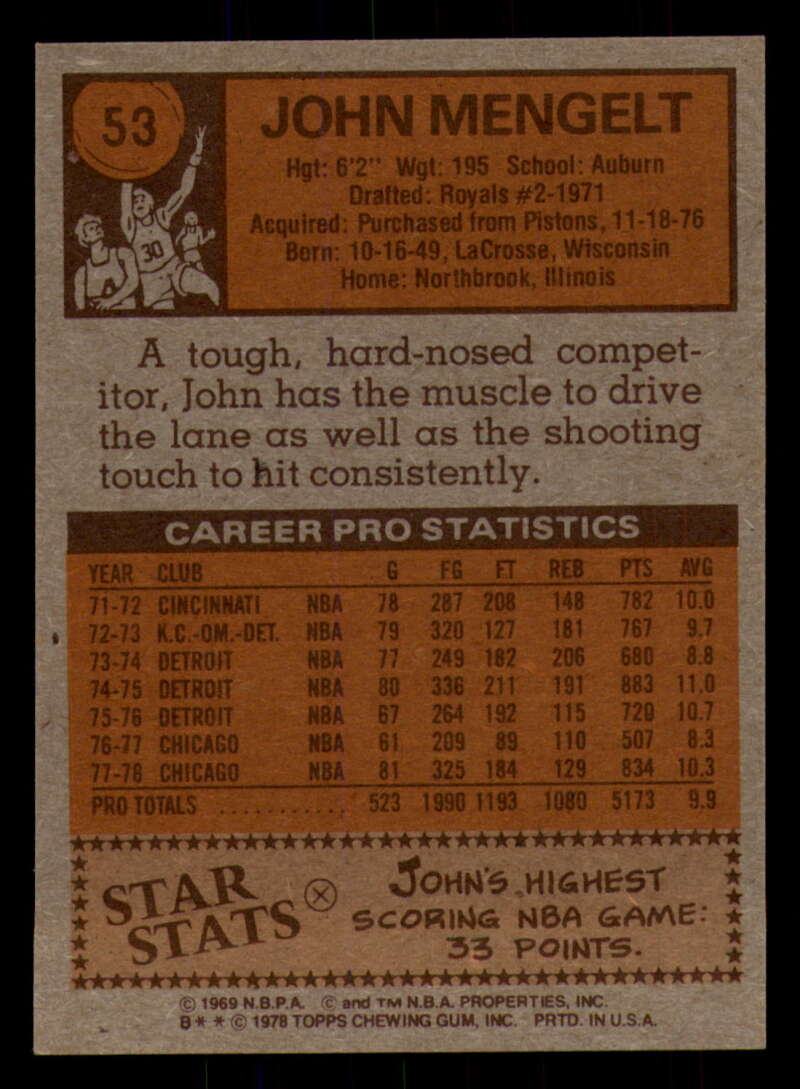 53
JOHN MENGELT
Hgt: 6'2" Wgt: 195 School: Auburn
Drafted: Royals #2-1971
Acquired: Purchased from Pistons, 11-18-76
Born: 10-16-49, LaCrosse, Wisconsin
Home: Northbrook, Illinois
30
A tough, hard-nosed compet-
itor, John has the muscle to drive
the lane as well as the shooting
touch to hit consistently.
CAREER PRO STATISTICS
YEAR CLUB G FG FT REB PTS AVG
71-72 CINCINNATI NBA 78 287 208 148 782 10.0
72-73 K.C.-OM.-DET. NBA 79 320 127 181 767 9.7
73-74 DETROIT NBA 77 249 182 206 680 8.8
74-75 DETROIT NBA 80 336 211 191 883 11.0
75-76 DETROIT NBA 67 264 192 115 720 10.7
76-77 CHICAGO NBA 61 209 89 110 507 8.3
77-78 CHICAGO NBA 81 325 184 129 834 10.3
PRO TOTALS ............ 523 1990 1193 1080 5173 9.9
STAR
STATS
JOHN'S HIGHEST
SCORING NBA GAME:
33 POINTS.
© 1969 N.B.P.A. © and TM N.B.A. PROPERTIES, INC.
B* * © 1978 TOPPS CHEWING GUM, INC. PRTD. IN U.S.A.